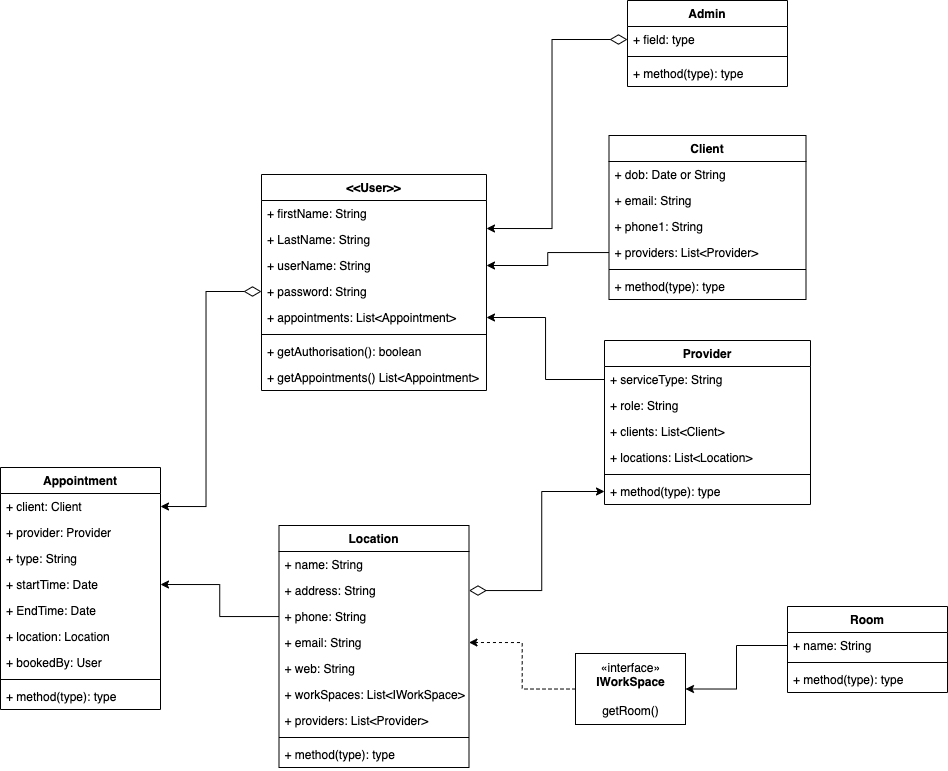 Admin
+ field: type
+ method(type): type
Client
+ dob: Date or String
+ email: String
+ phone1: String
+ providers: List<Provider>
+ method(type): type
<<User>>
+ firstName: String
+ LastName: String
+ userName: String
+ password: String
+ appointments: List<Appointment>
+ getAuthorisation(): boolean
+ getAppointments() List<Appointment>
Provider
+ serviceType: String
+ role: String
+ clients: List<Client>
+ locations: List<Location>
+ method(type): type
Appointment
+ client: Client
+ provider: Provider
+ type: String
+ startTime: Date
+ EndTime: Date
+ location: Location
+ bookedBy: User
+ method(type): type
Location
+ name: String
+ address: String
+ phone: String
+ email: String
+ web: String
+ workSpaces: List<IWorkSpace>
+ providers: List<Provider>
+ method(type): type
«interface»
IWorkSpace
getRoom()
Room
+ name: String
+ method(type): type